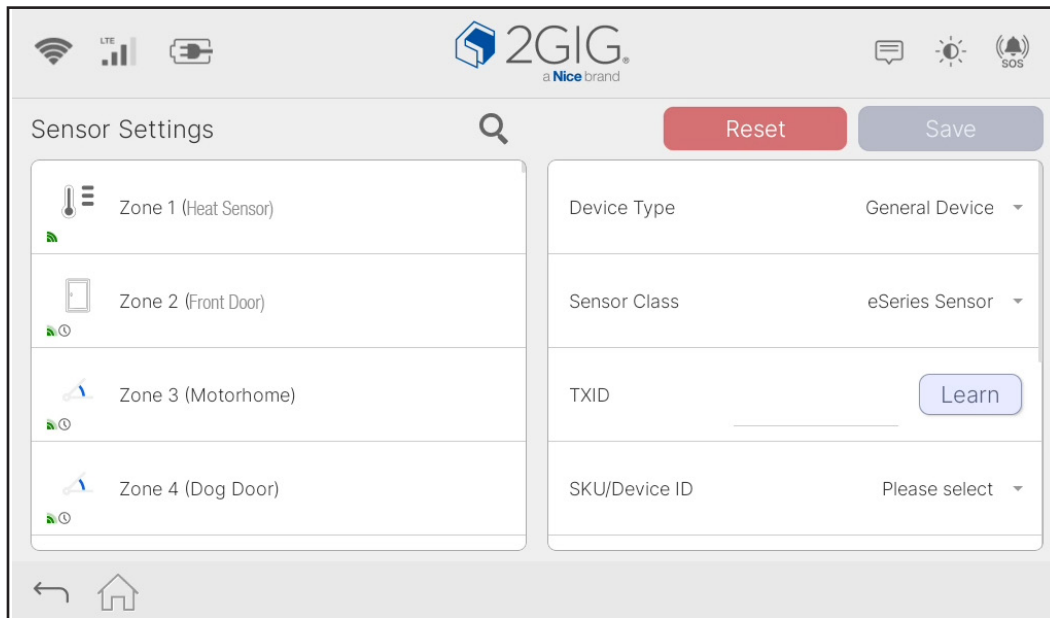 LTE
2GIG®
a Nice brand
SOS
Sensor Settings
Reset
Save
Zone 1 (Heat Sensor)
Zone 2 (Front Door)
Zone 3 (Motorhome)
Zone 4 (Dog Door)
Device Type
General Device
Sensor Class
eSeries Sensor
TXID
Learn
SKU/Device ID
Please select